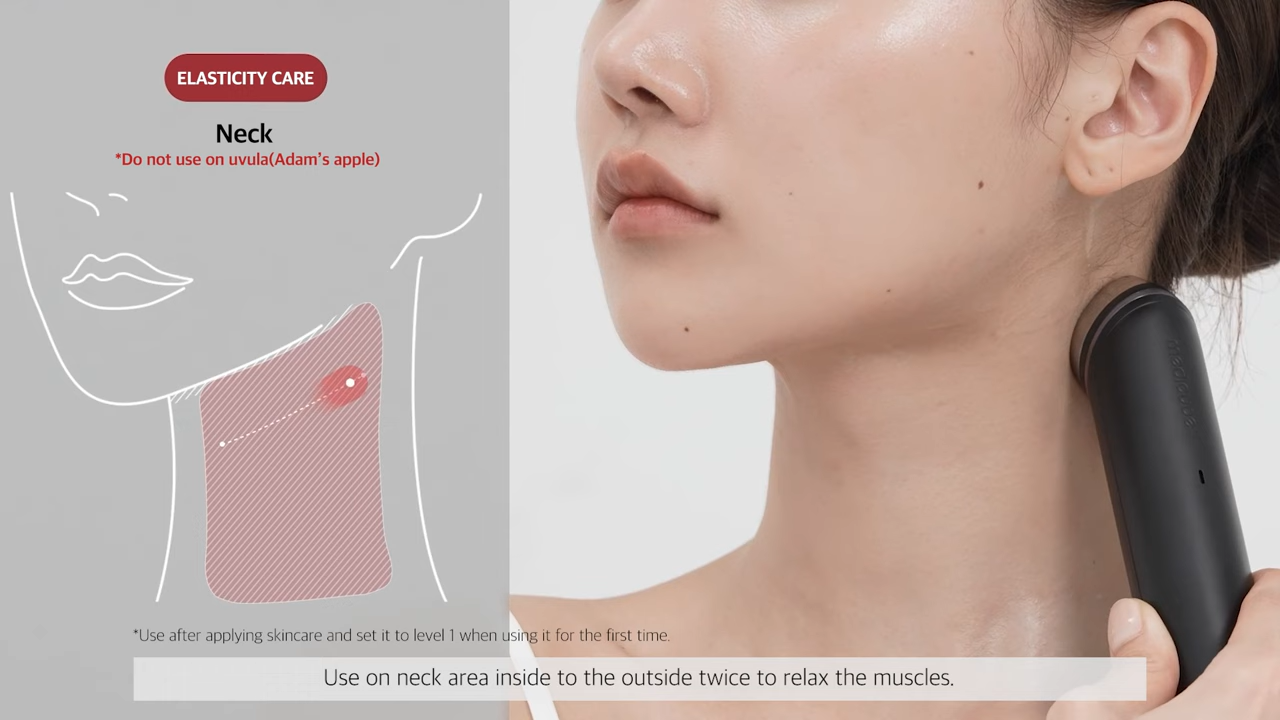 ELASTICITY CARE
Neck
*Do not use on uvula(Adam's apple)
medicube
*Use after applying skincare and set it to level 1 when using it for the first time.
Use on neck area inside to the outside twice to relax the muscles.